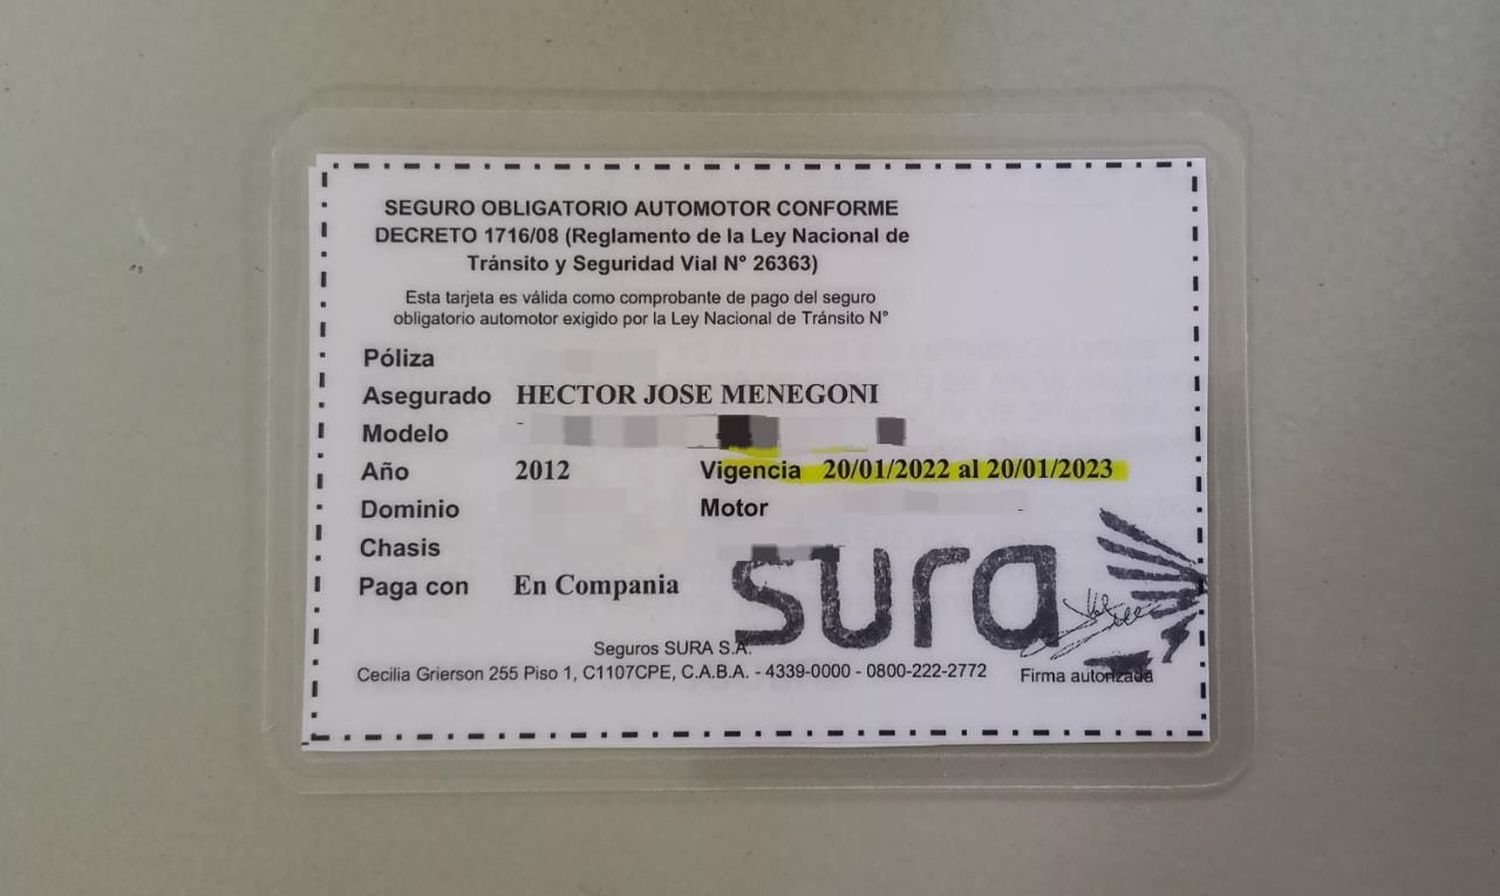 SEGURO OBLIGATORIO AUTOMOTOR CONFORME
DECRETO 1716/08 (Reglamento de la Ley Nacional de
Tránsito y Seguridad Vial N° 26363)
Esta tarjeta es válida como comprobante de pago del seguro
obligatorio automotor exigido por la Ley Nacional de Tránsito N°
Póliza
Asegurado HECTOR JOSE MENEGONI
Modelo
Año 2012 Vigencia 20/01/2022 al 20/01/2023
Dominio Motor
Chasis
Paga con En Compania
sura
Seguros SURA S.A.
Cecilia Grierson 255 Piso 1, C1107CPE, C.A.B.A. - 4339-0000 - 0800-222-2772 Firma autorizada